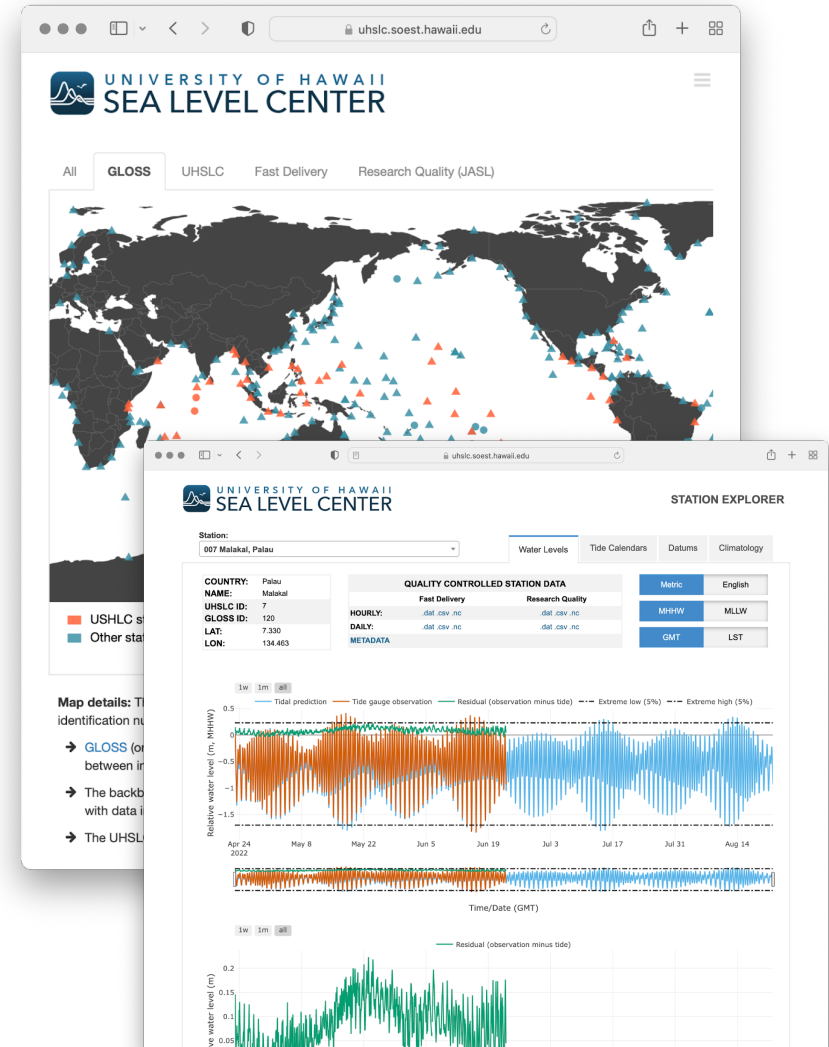 uhslc.soest.hawaii.edu
UNIVERSITY OF HAWAII
SEA LEVEL CENTER
All GLOSS UHSLC Fast Delivery Research Quality (JASL)
USHLC s
Other sta
Map details: T
identification nu
GLOSS (or
between in
The backb
with data i
The UHSL
uhslc.soest.hawaii.edu
UNIVERSITY OF HAWAII
SEA LEVEL CENTER
STATION EXPLORER
Station:
007 Malakal, Palau
Water Levels Tide Calendars Datums Climatology
COUNTRY: Palau
NAME: Malakal
UHSLC ID: 7
GLOSS ID: 120
LAT: 7.330
LON: 134.463
QUALITY CONTROLLED STATION DATA
Fast Delivery Research Quality
HOURLY: .dat .csv .nc .dat .csv .nc
DAILY: .dat .csv .nc .dat .csv .nc
METADATA
Metric English
MHHW MLLW
GMT LST
1w 1m all
Tidal prediction Tide gauge observation Residual (observation minus tide) Extreme low (5%) Extreme high (5%)
Relative water level (m, MHHW)
0.5
0
−0.5
−1
−1.5
Apr 24 May 8 May 22 Jun 5 Jun 19 Jul 3 Jul 17 Jul 31 Aug 14
2022
Time/Date (GMT)
1w 1m all
Residual (observation minus tide)
ve water level (m)
0.2
0.15
0.1
0.05